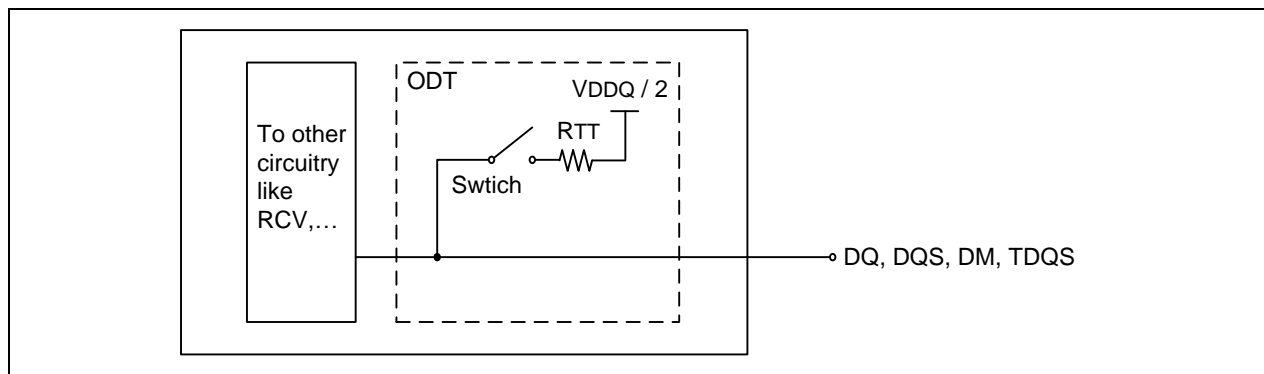 ODT
VDDQ / 2
RTT
Swtich
To other
circuitry
like
RCV,…
DQ, DQS, DM, TDQS